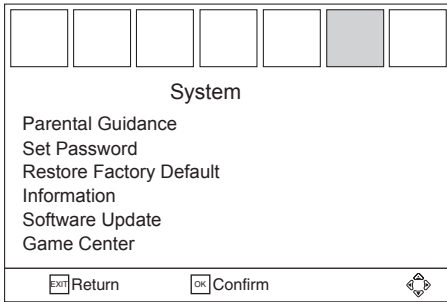 System
Parental Guidance
Set Password
Restore Factory Default
Information
Software Update
Game Center
EXIT Return OK Confirm